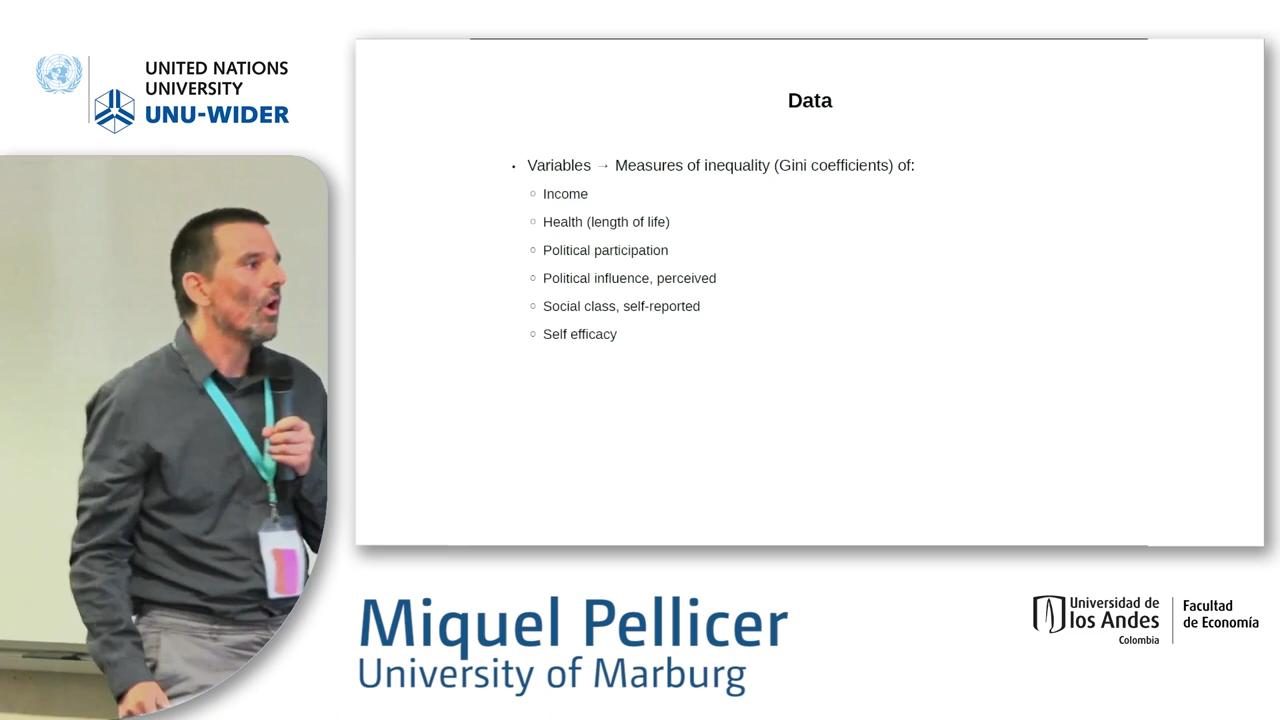 UNITED NATIONS
UNIVERSITY
UNU-WIDER
Data
• Variables → Measures of inequality (Gini coefficients) of:
○ Income
○ Health (length of life)
○ Political participation
○ Political influence, perceived
○ Social class, self-reported
○ Self efficacy
Miquel Pellicer
University of Marburg
Universidad de
los Andes
Colombia
Facultad
de Economía